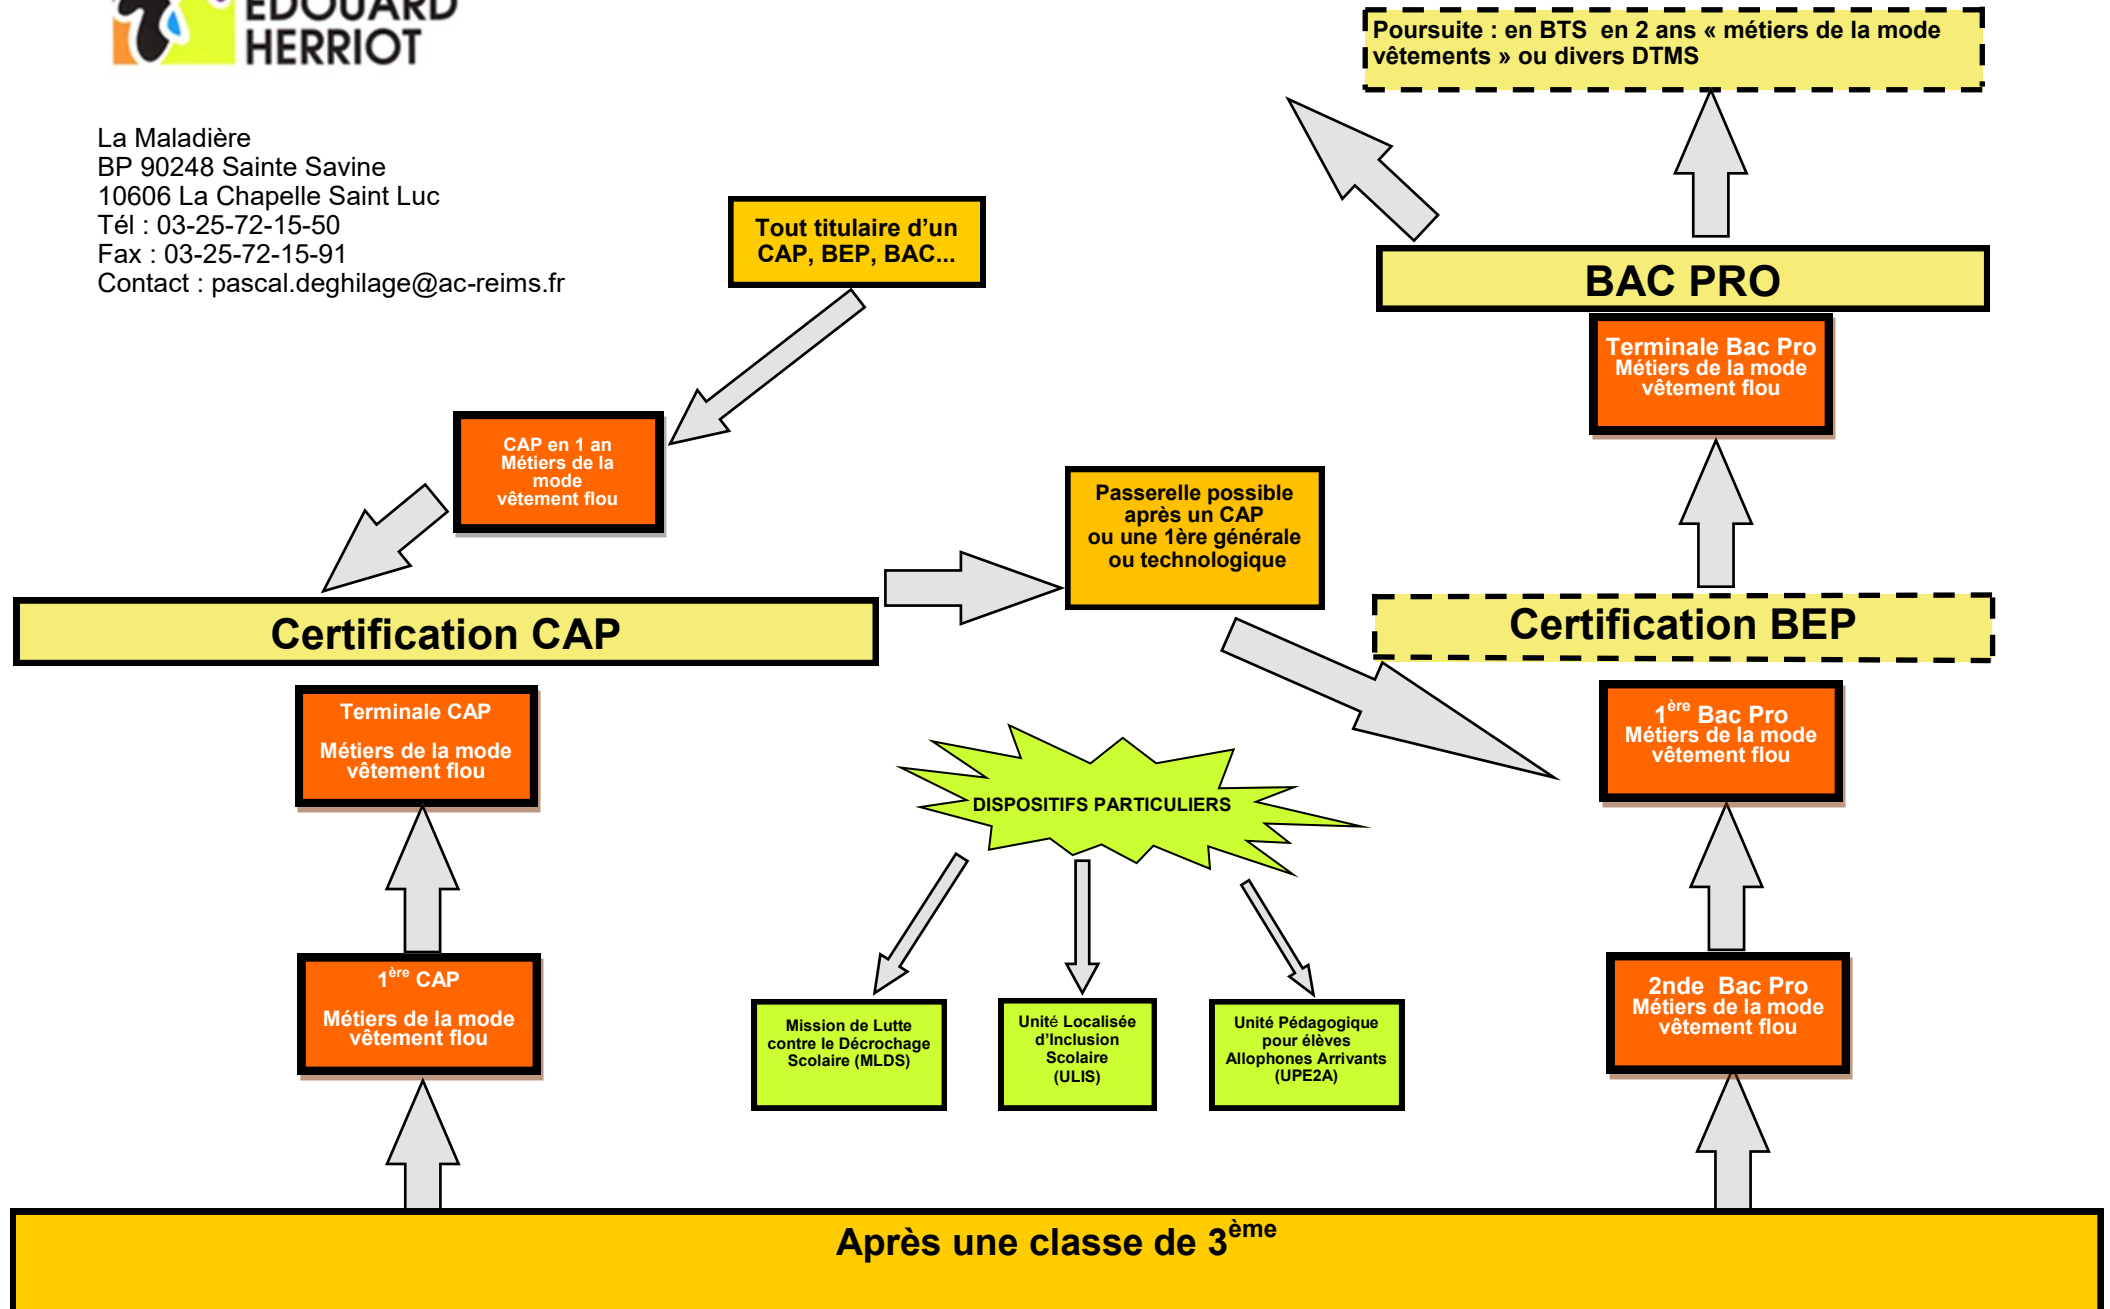 EDOUARD
HERRIOT
La Maladière
BP 90248 Sainte Savine
10606 La Chapelle Saint Luc
Tél : 03-25-72-15-50
Fax : 03-25-72-15-91
Contact : pascal.deghilage@ac-reims.fr
Poursuite : en BTS  en 2 ans « métiers de la mode
vêtements » ou divers DTMS
Tout titulaire d’un
CAP, BEP, BAC...
BAC PRO
Terminale Bac Pro
Métiers de la mode
vêtement flou
CAP en 1 an
Métiers de la
mode
vêtement flou
Passerelle possible
après un CAP
ou une 1ère générale
ou technologique
Certification CAP
Certification BEP
Terminale CAP
Métiers de la mode
vêtement flou
1ère Bac Pro
Métiers de la mode
vêtement flou
DISPOSITIFS PARTICULIERS
1ère CAP
Métiers de la mode
vêtement flou
Mission de Lutte
contre le Décrochage
Scolaire (MLDS)
Unité Localisée
d’Inclusion
Scolaire
(ULIS)
Unité Pédagogique
pour élèves
Allophones Arrivants
(UPE2A)
2nde  Bac Pro
Métiers de la mode
vêtement flou
Après une classe de 3ème